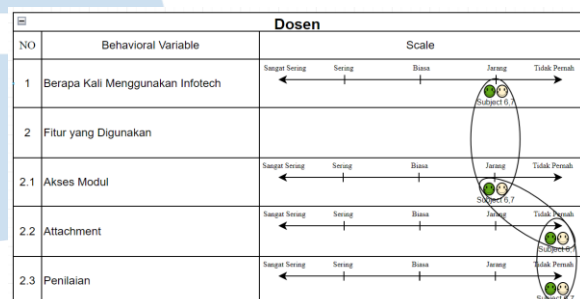 Dosen
NO Behavioral Variable Scale
Sangat Sering Sering Biasa Jarang Tidak Pernah
1 Berapa Kali Menggunakan Infotech
Subject 6,7
2 Fitur yang Digunakan
Sangat Sering Sering Biasa Jarang Tidak Pernah
2.1 Akses Modul
Subject 6,7
Sangat Sering Sering Biasa Jarang Tidak Pernah
2.2 Attachment
Subject 6,7
Sangat Sering Sering Biasa Jarang Tidak Pernah
2.3 Penilaian
Subject 6,7